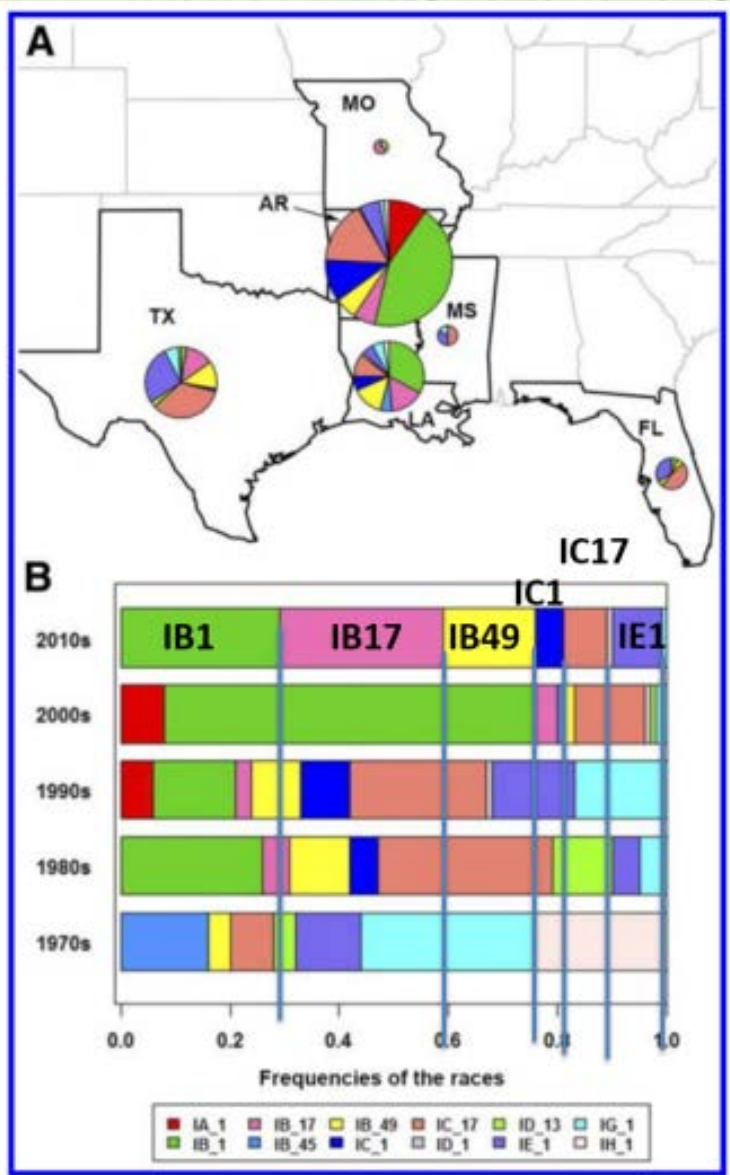 A
MO
AR
TX
MS
LA
FL
B
IC17
IC1
2010s
IB1
IB17
IB49
IE1
2000s
1990s
1980s
1970s
0.0 0.2 0.4 0.6 0.8 1.0
Frequencies of the races
IA_1 IB_17 IB_49 IC_17 ID_13 IG_1
IB_1 IB_45 IC_1 ID_1 IE_1 IH_1